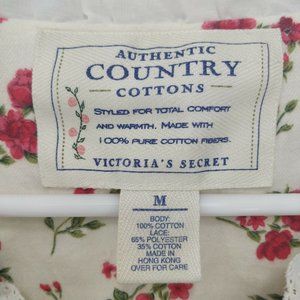 AUTHENTIC
COUNTRY
COTTONS
STYLED FOR TOTAL COMFORT
AND WARMTH. MADE WITH
100% PURE COTTON FIBERS.
VICTORIA'S SECRET
M
BODY:
100% COTTON
LACE:
65% POLYESTER
35% COTTON
MADE IN
HONG KONG
OVER FOR CARE